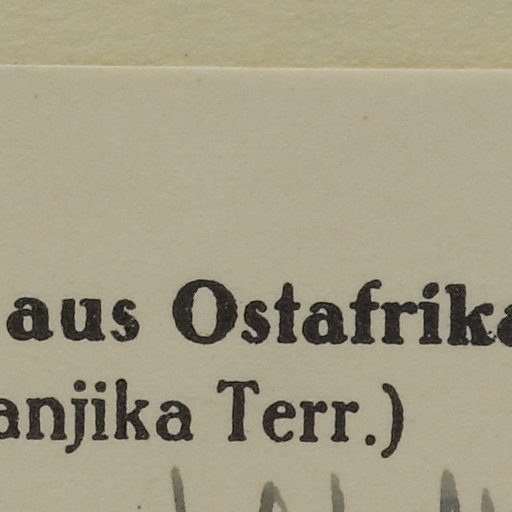 aus Ostafrika
anjika Terr.)